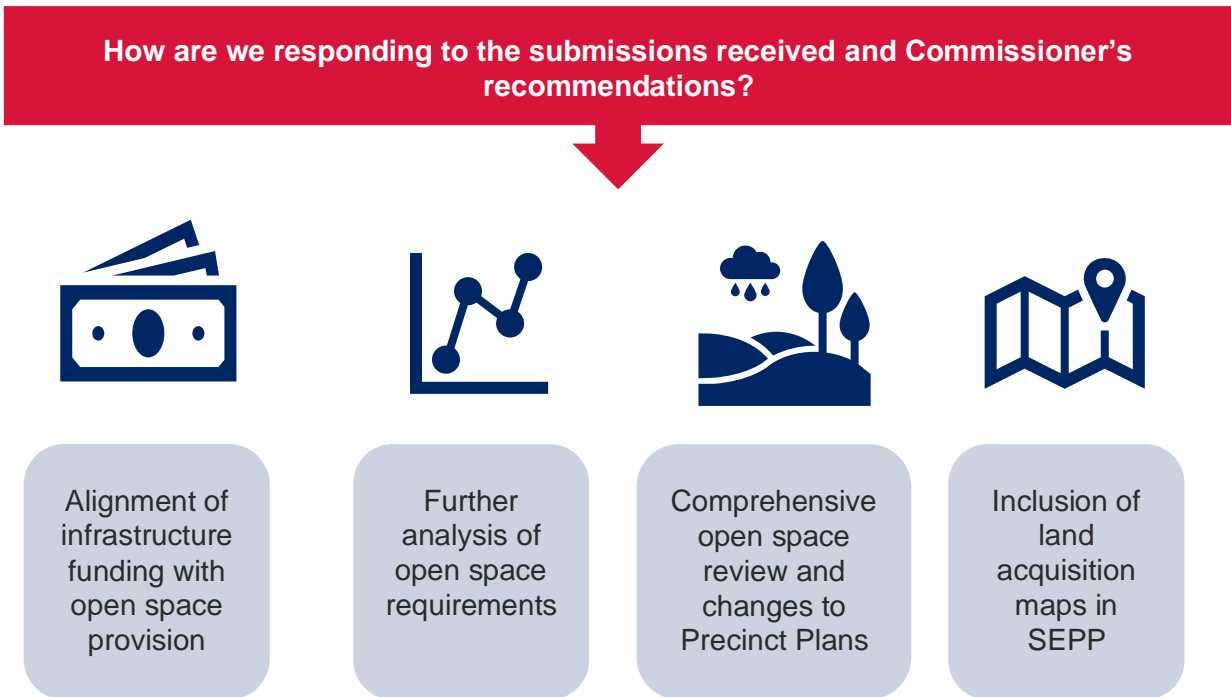 How are we responding to the submissions received and Commissioner's
recommendations?
Alignment of
infrastructure
funding with
open space
provision
Further
analysis of
open space
requirements
Comprehensive
open space
review and
changes to
Precinct Plans
Inclusion of
land
acquisition
maps in
SEPP